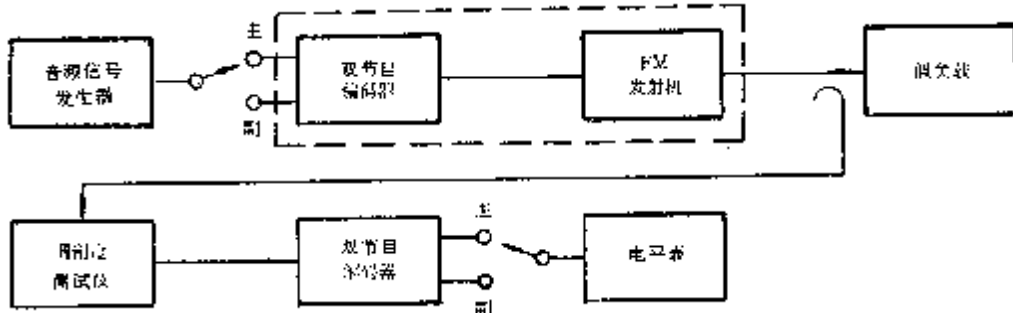 主
音频信号
发生器
双节目
编码器
FM
发射机
假负载
副
主
调制度
测试仪
双节目
解码器
电平表
副